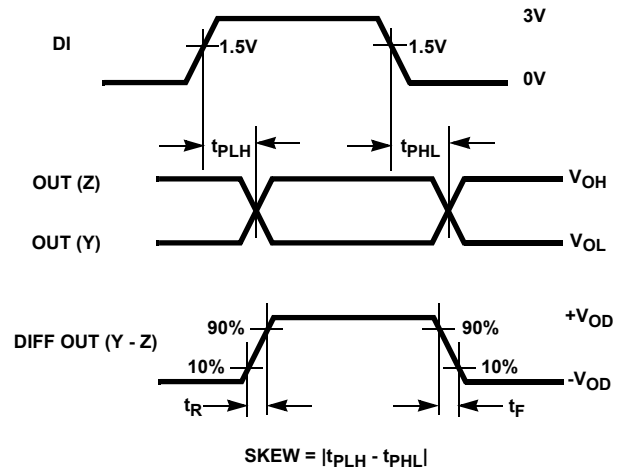 3V
DI
1.5V
1.5V
0V
tPLH
tPHL
OUT (Z)
VOH
OUT (Y)
VOL
+VOD
90%
90%
DIFF OUT (Y - Z)
10%
10%
-VOD
tR
tF
SKEW = |tPLH - tPHL|